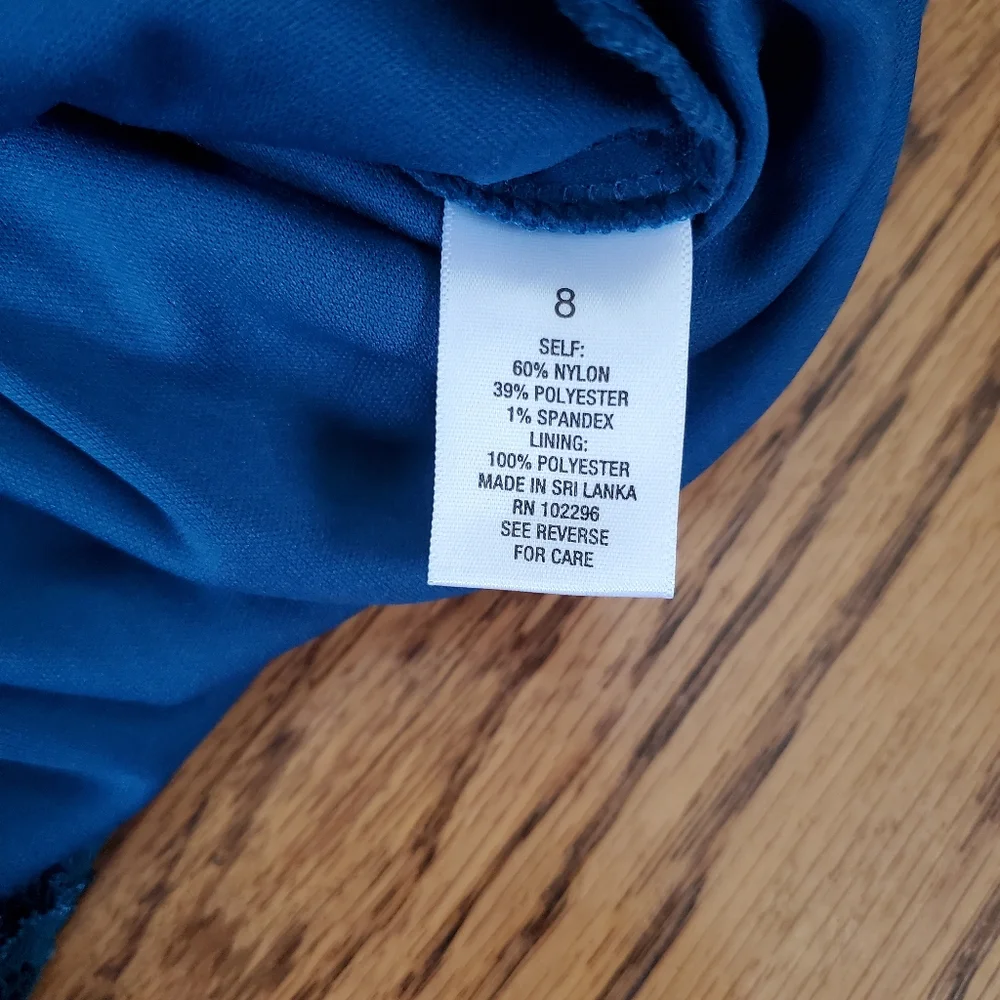 8
SELF:
60% NYLON
39% POLYESTER
1% SPANDEX
LINING:
100% POLYESTER
MADE IN SRI LANKA
RN 102296
SEE REVERSE
FOR CARE